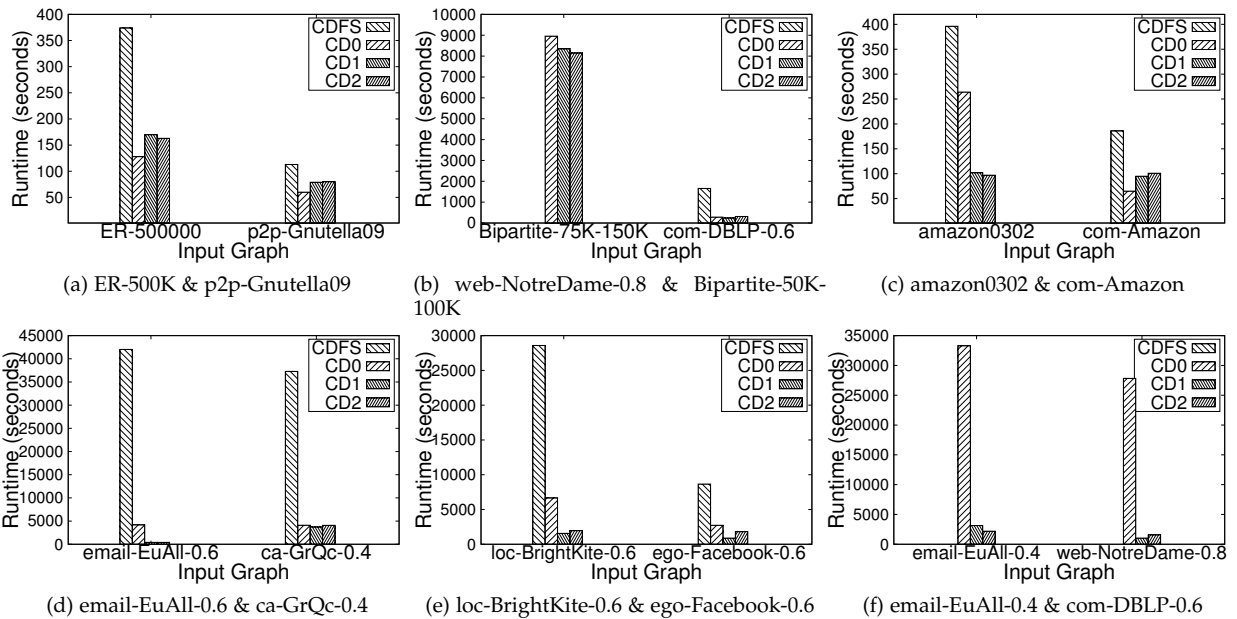 400
350
300
250
200
150
100
50
Runtime (seconds)
CDFS
CD0
CD1
CD2
ER-500000 p2p-Gnutella09
Input Graph
(a) ER-500K & p2p-Gnutella09
10000
9000
8000
7000
6000
5000
4000
3000
2000
1000
0
Runtime (seconds)
CDFS
CD0
CD1
CD2
Bipartite-75K-150K com-DBLP-0.6
Input Graph
(b) web-NotreDame-0.8 & Bipartite-50K-
100K
400
350
300
250
200
150
100
50
Runtime (seconds)
CDFS
CD0
CD1
CD2
amazon0302 com-Amazon
Input Graph
(c) amazon0302 & com-Amazon
45000
40000
35000
30000
25000
20000
15000
10000
5000
0
Runtime (seconds)
CDFS
CD0
CD1
CD2
email-EuAll-0.6 ca-GrQc-0.4
Input Graph
(d) email-EuAll-0.6 & ca-GrQc-0.4
30000
25000
20000
15000
10000
5000
0
Runtime (seconds)
CDFS
CD0
CD1
CD2
loc-BrightKite-0.6 ego-Facebook-0.6
Input Graph
(e) loc-BrightKite-0.6 & ego-Facebook-0.6
35000
30000
25000
20000
15000
10000
5000
0
Runtime (seconds)
CDFS
CD0
CD1
CD2
email-EuAll-0.4 web-NotreDame-0.8
Input Graph
(f) email-EuAll-0.4 & com-DBLP-0.6